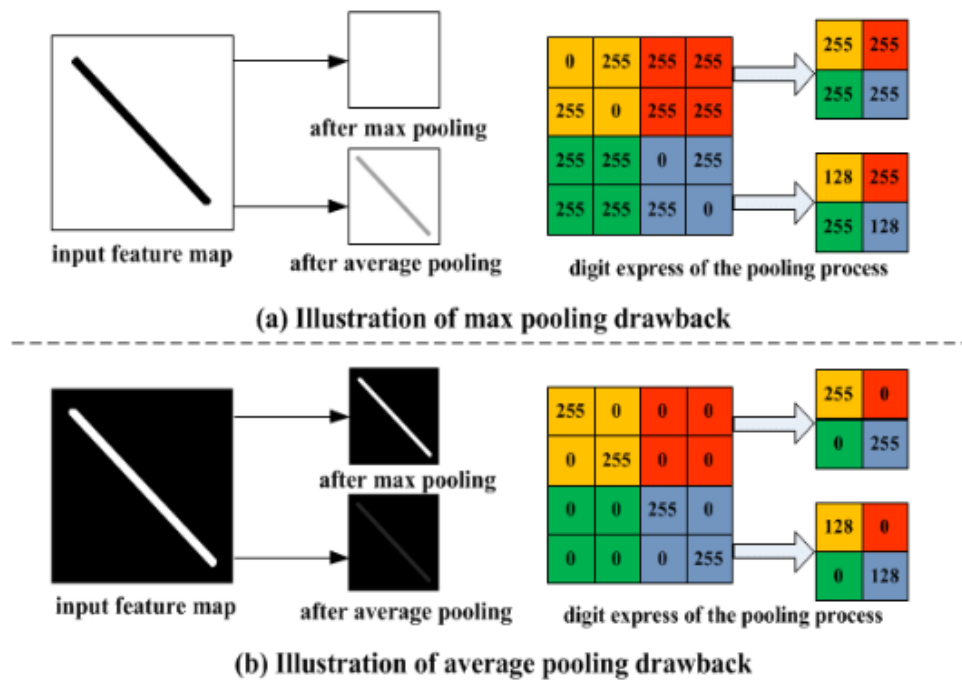 after max pooling
after average pooling
input feature map
0 255 255 255
255 0 255 255
255 255 0 255
255 255 255 0
255 255
255 255
128 255
255 128
digit express of the pooling process
(a) Illustration of max pooling drawback
after max pooling
after average pooling
input feature map
255 0 0 0
0 255 0 0
0 0 255 0
0 0 0 255
255 0
0 255
128 0
0 128
digit express of the pooling process
(b) Illustration of average pooling drawback